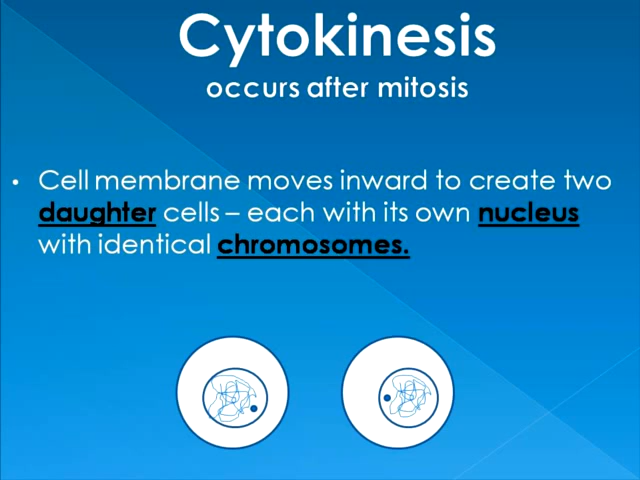 Cytokinesis
occurs after mitosis
• Cell membrane moves inward to create two
daughter cells – each with its own nucleus
with identical chromosomes.